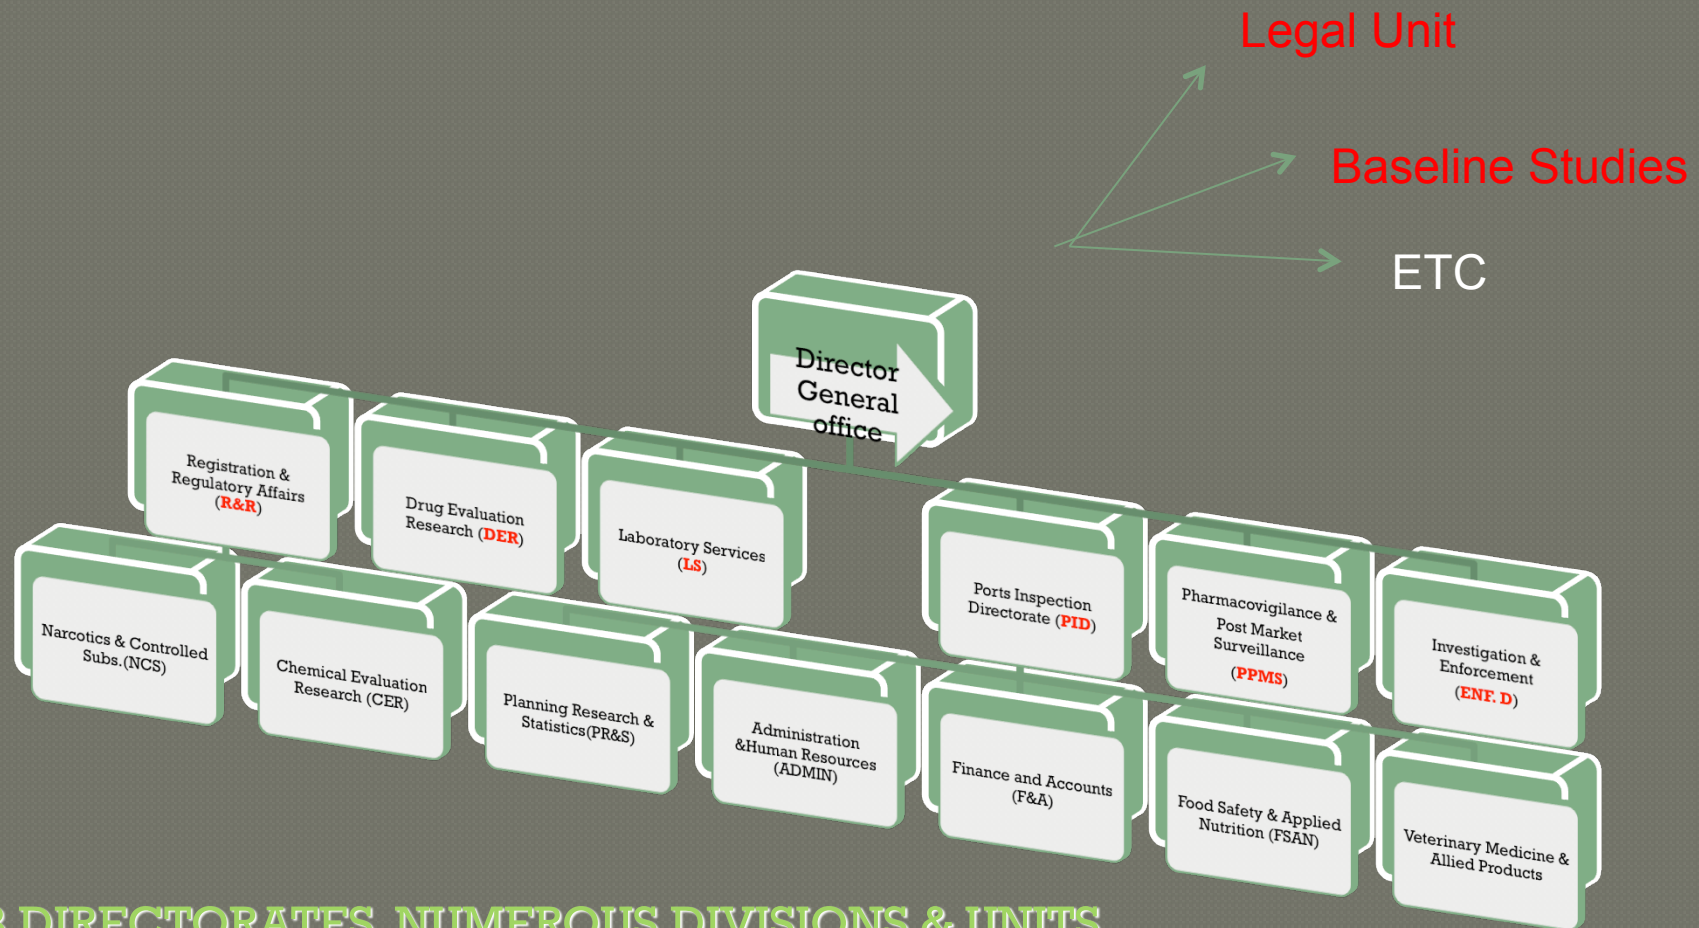 Legal Unit
Baseline Studies
ETC
Director
General
office
Registration &
Regulatory Affairs
(R&R)
Drug Evaluation
Research (DER)
Laboratory Services
(LS)
Ports Inspection
Directorate (PID)
Pharmacovigilance &
Post Market
Surveillance
(PPMS)
Investigation &
Enforcement
(ENF. D)
Narcotics & Controlled
Subs.(NCS)
Chemical Evaluation
Research (CER)
Planning Research &
Statistics(PR&S)
Administration
&Human Resources
(ADMIN)
Finance and Accounts
(F&A)
Food Safety & Applied
Nutrition (FSAN)
Veterinary Medicine &
Allied Products
DIRECTORATES, NUMEROUS DIVISIONS & UNITS